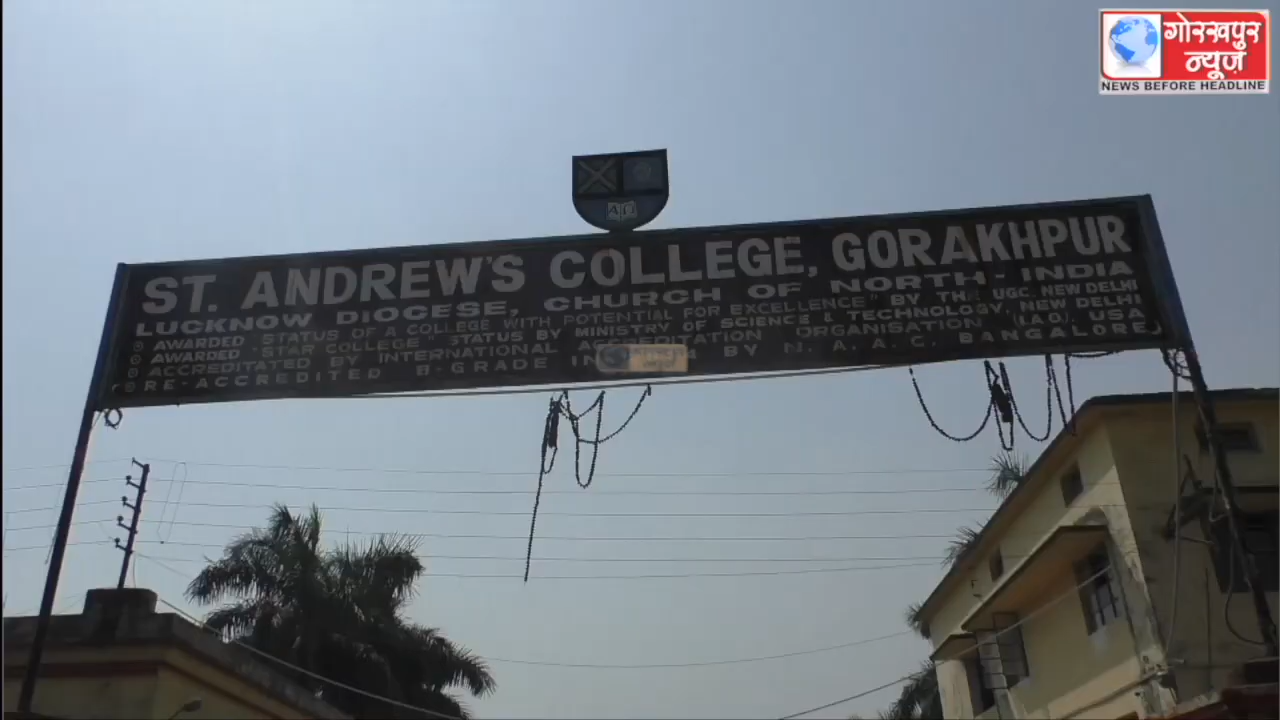 गोरखपुर
न्यूज़
NEWS BEFORE HEADLINE
A Ω
ST. ANDREW'S COLLEGE, GORAKHPUR
LUCKNOW DIOCESE, CHURCH OF NORTH - INDIA
AWARDED STATUS OF A COLLEGE WITH POTENTIAL FOR EXCELLENCE" BY THE UGC, NEW DELHI
AWARDED "STAR COLLEGE" STATUS BY MINISTRY OF SCIENCE & TECHNOLOGY, NEW DELHI
ACCREDITED BY INTERNATIONAL ACCREDITATION ORGANISATION (IAO) USA
RE-ACCREDITED B-GRADE BY N. A. A. C. BANGALORE